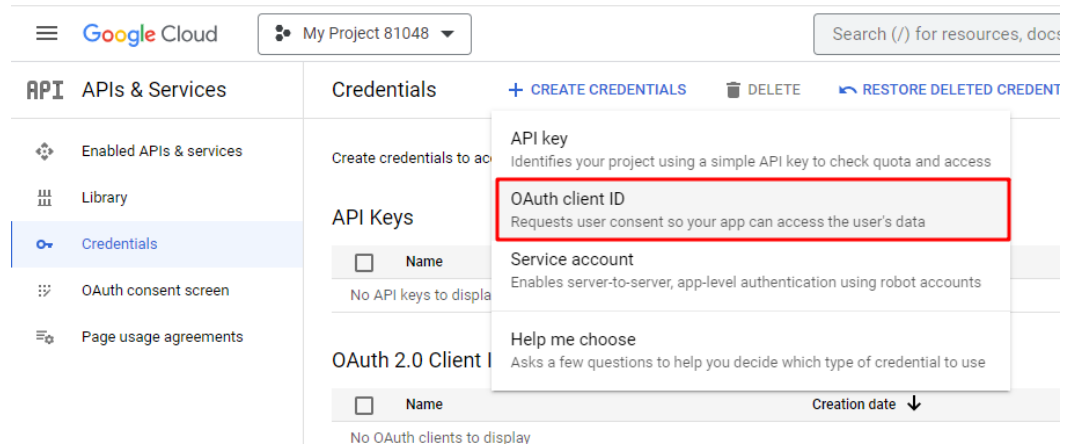 Google Cloud
My Project 81048
Search (/) for resources, docs
API APIs & Services
Enabled APIs & services
Library
Credentials
OAuth consent screen
Page usage agreements
Credentials
+ CREATE CREDENTIALS
DELETE
RESTORE DELETED CREDENT
Create credentials to ac
API key
Identifies your project using a simple API key to check quota and access
OAuth client ID
Requests user consent so your app can access the user's data
Service account
Enables server-to-server, app-level authentication using robot accounts
Help me choose
Asks a few questions to help you decide which type of credential to use
API Keys
Name
No API keys to displa
OAuth 2.0 Client I
Name
Creation date
No OAuth clients to display